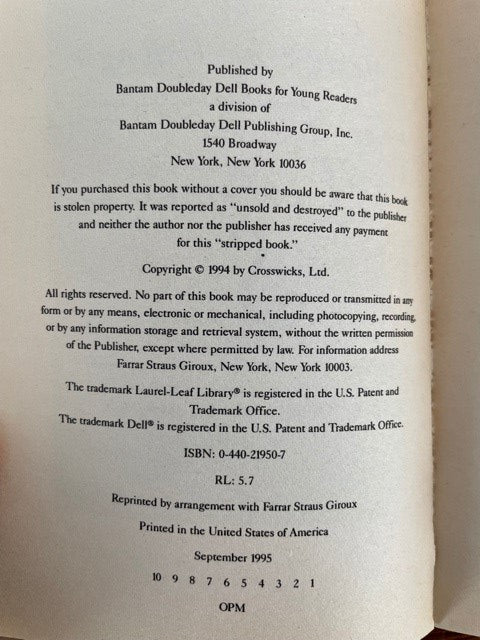 Published by
Bantam Doubleday Dell Books for Young Readers
a division of
Bantam Doubleday Dell Publishing Group, Inc.
1540 Broadway
New York, New York 10036
If you purchased this book without a cover you should be aware that this book
is stolen property. It was reported as "unsold and destroyed" to the publisher
and neither the author nor the publisher has received any payment
for this "stripped book."
Copyright © 1994 by Crosswicks, Ltd.
All rights reserved. No part of this book may be reproduced or transmitted in any
form or by any means, electronic or mechanical, including photocopying, recording,
or by any information storage and retrieval system, without the written permission
of the Publisher, except where permitted by law. For information address
Farrar Straus Giroux, New York, New York 10003.
The trademark Laurel-Leaf Library® is registered in the U.S. Patent and
Trademark Office.
The trademark Dell® is registered in the U.S. Patent and Trademark Office.
ISBN: 0-440-21950-7
RL: 5.7
Reprinted by arrangement with Farrar Straus Giroux
Printed in the United States of America
September 1995
10 9 8 7 6 5 4 3 2 1
OPM